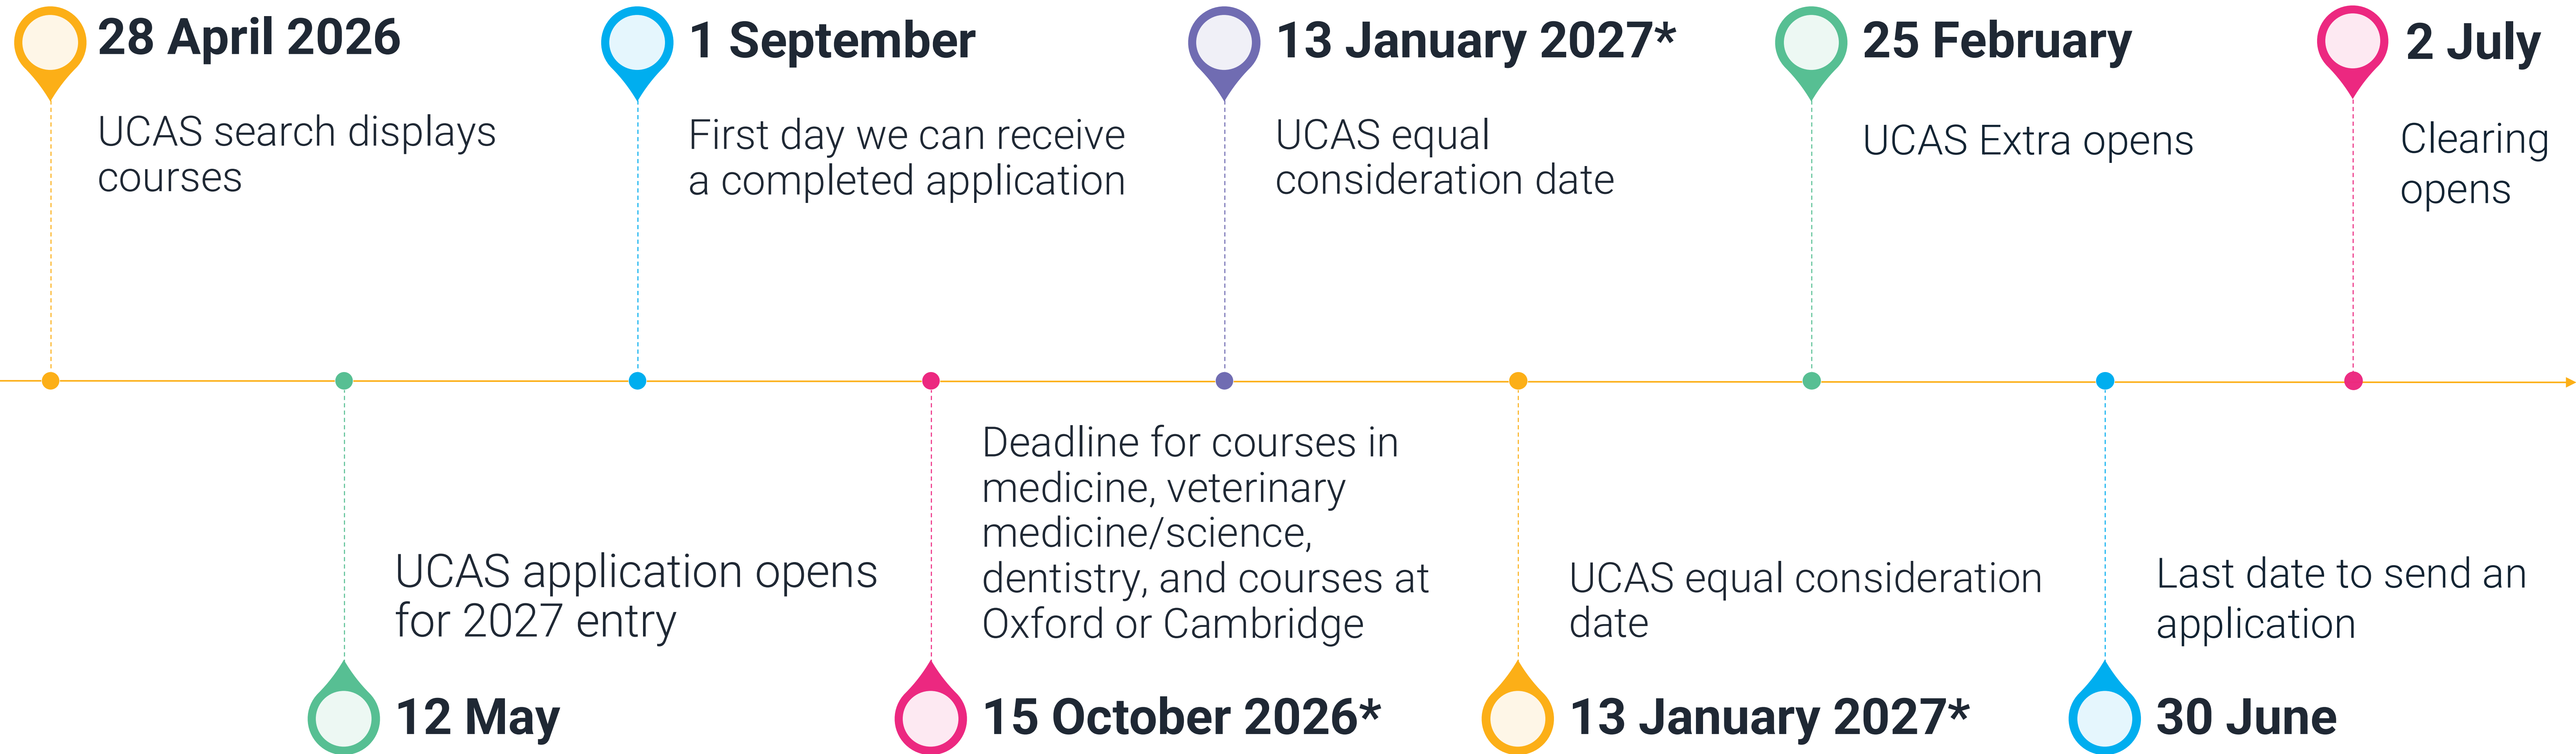 28 April 2026
UCAS search displays
courses
12 May
UCAS application opens
for 2027 entry
1 September
First day we can receive
a completed application
15 October 2026*
Deadline for courses in
medicine, veterinary
medicine/science,
dentistry, and courses at
Oxford or Cambridge
13 January 2027*
UCAS equal
consideration date
13 January 2027*
UCAS equal consideration
date
25 February
UCAS Extra opens
30 June
Last date to send an
application
2 July
Clearing
opens